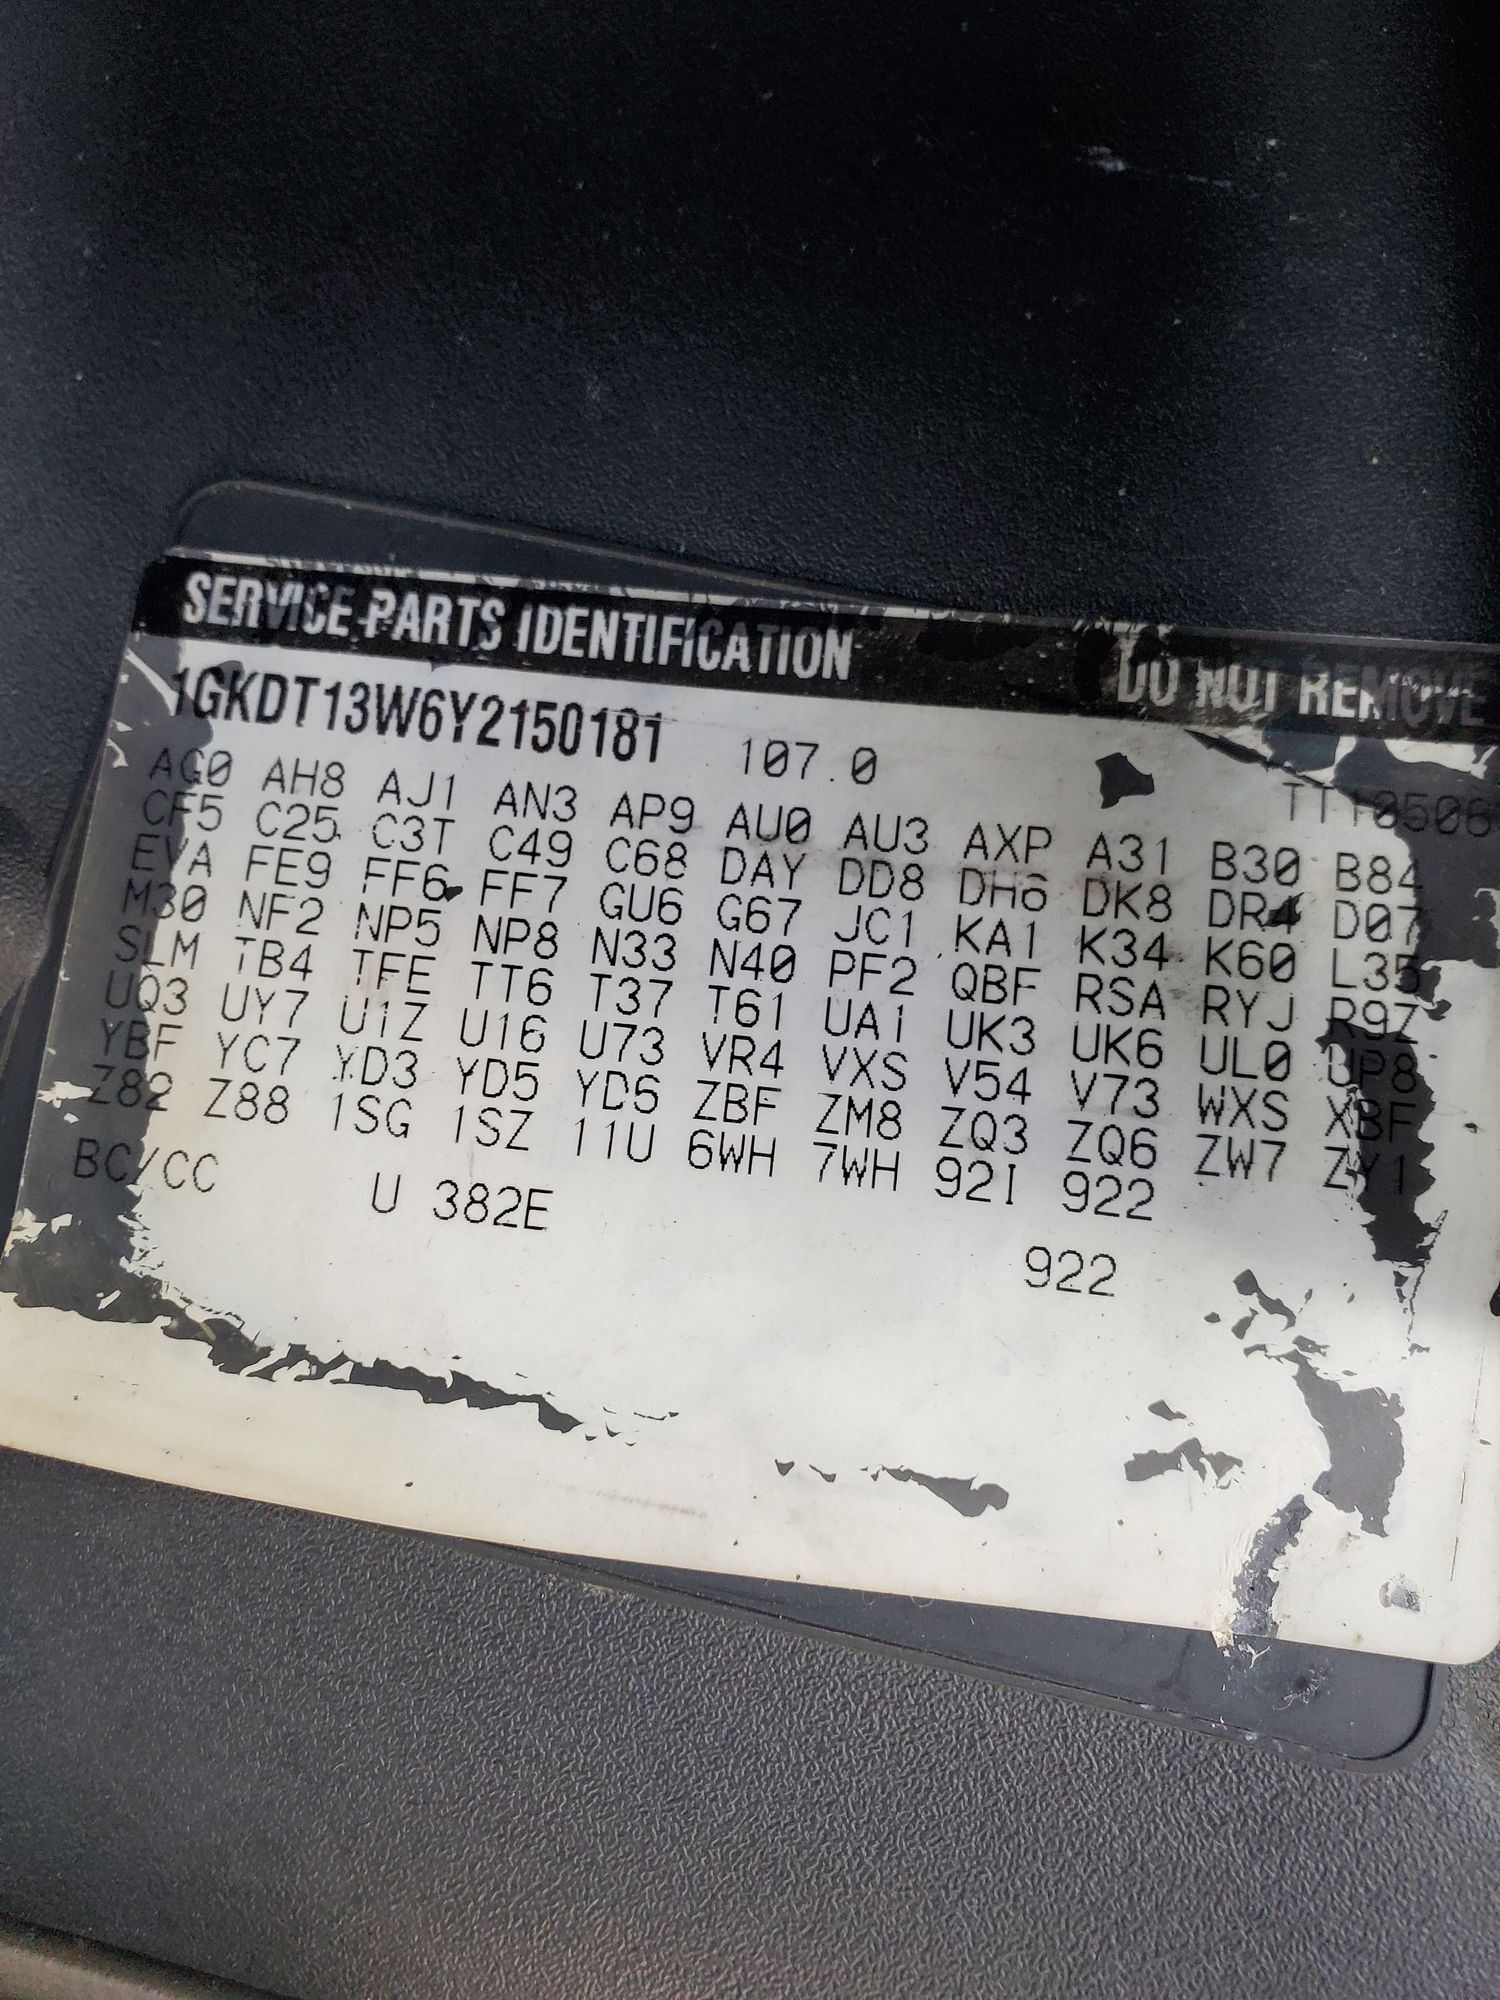 SERVICE PARTS IDENTIFICATION DO NOT REMOVE
1GKDT13W6Y2150181 107.0 TT10506
AG0 AH8 AJ1 AN3 AP9 AU0 AU3 AXP A31 B30 B84
CF5 C25 C3T C49 C68 DAY DD8 DH6 DK8 DR4 D07
EVA FE9 FF6 FF7 GU6 G67 JC1 KA1 K34 K60 L35
M30 NF2 NP5 NP8 N33 N40 PF2 QBF RSA RYJ R9Z
SLM TB4 TFE TT6 T37 T61 UA1 UK3 UK6 UL0 UP8
UQ3 UY7 U1Z U16 U73 VR4 VXS V54 V73 WXS XBF
YBF YC7 YD3 YD5 YD6 ZBF ZM8 ZQ3 ZQ6 ZW7 ZY1
Z82 Z88 1SG 1SZ 11U 6WH 7WH 92I 922
BC/CC U 382E 922